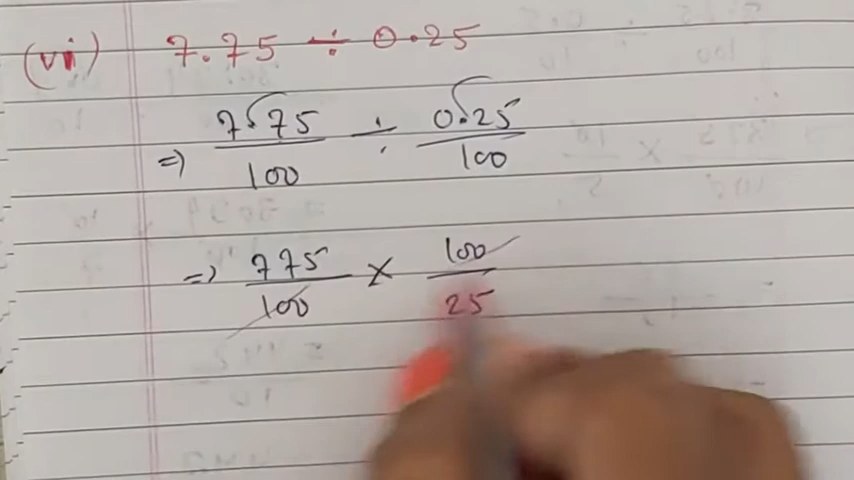 (vi) 7.75 ÷ 0.25
⇒ 7.75/100 ÷ 0.25/100
⇒ 775/100 × 100/25